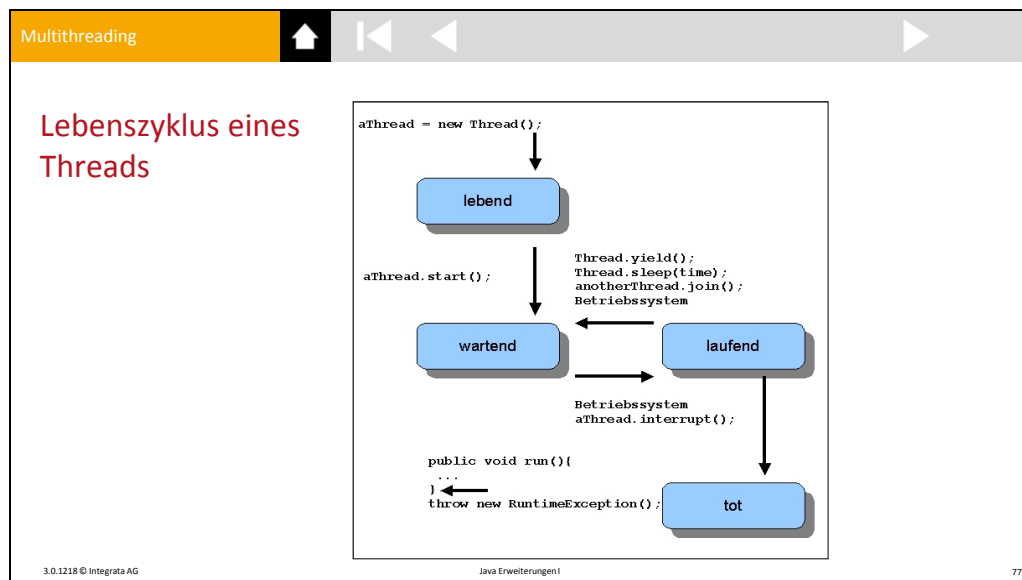 Multithreading
Lebenszyklus eines
Threads
aThread = new Thread();
lebend
aThread.start();
Thread.yield();
Thread.sleep(time);
anotherThread.join();
Betriebssystem
wartend
laufend
Betriebssystem
aThread.interrupt();
public void run(){
...
}
throw new RuntimeException();
tot
3.0.1218 © Integrata AG
Java Erweiterungen I
77